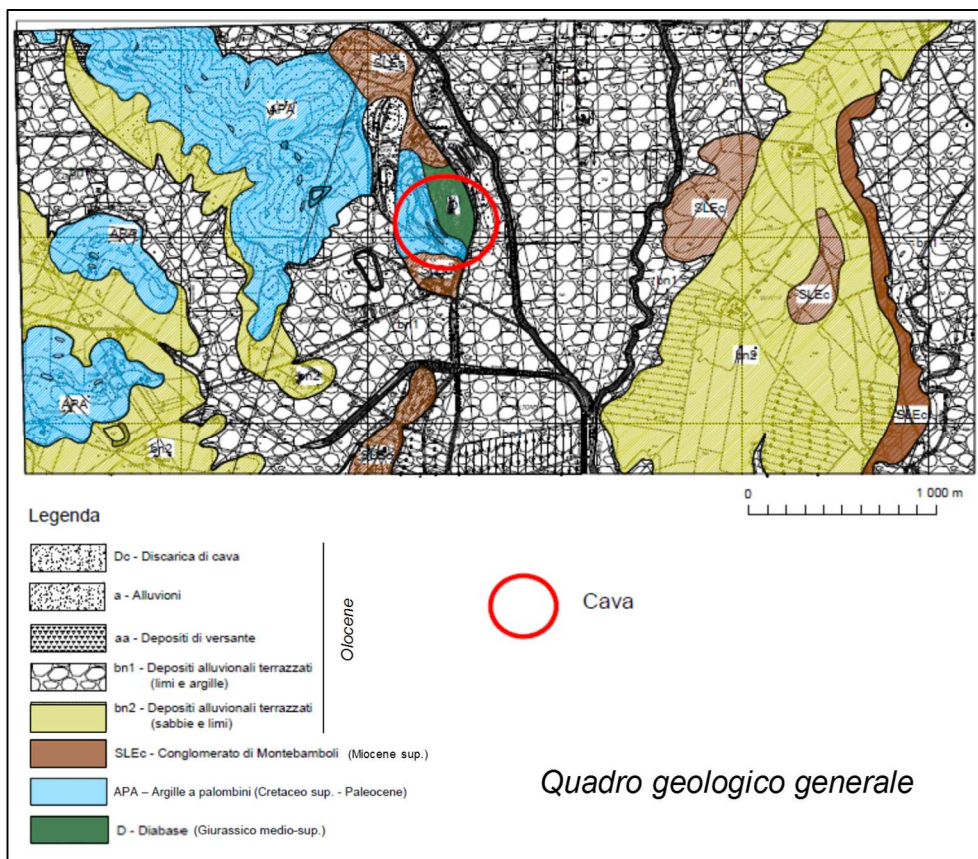 SLEc
APA
bn1
D
SLEc
APA
bn1
SLEc
bn1
bn2
bn2
APA
SLEc
bn2
0 1 000 m
Legenda
Dc - Discarica di cava
a - Alluvioni
aa - Depositi di versante
bn1 - Depositi alluvionali terrazzati
(limi e argille)
bn2 - Depositi alluvionali terrazzati
(sabbie e limi)
Olocene
SLEc - Conglomerato di Montebamboli (Miocene sup.)
APA – Argille a palombini (Cretaceo sup. - Paleocene)
D - Diabase (Giurassico medio-sup.)
Cava
Quadro geologico generale